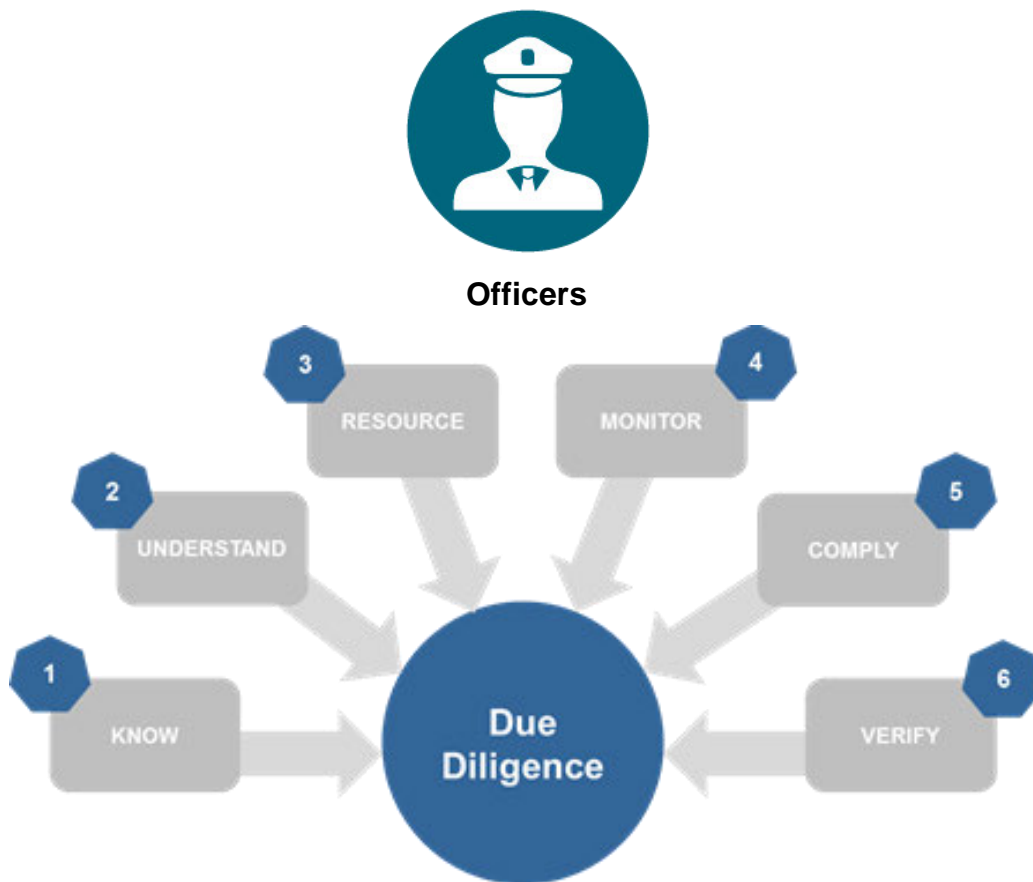 Officers
1
KNOW
2
UNDERSTAND
3
RESOURCE
4
MONITOR
5
COMPLY
6
VERIFY
Due
Diligence